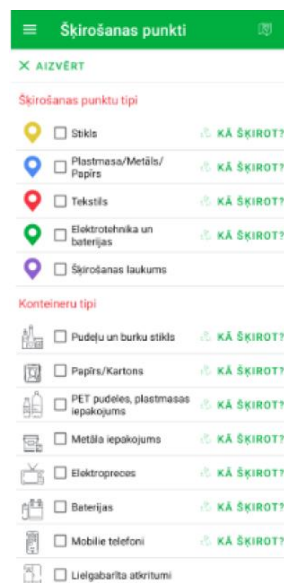 Šķirošanas punkti
X AIZVĒRT
Šķirošanas punktu tipi
Stikls KĀ ŠĶIROT?
Plastmasa/Metāls/
Papīrs KĀ ŠĶIROT?
Tekstils KĀ ŠĶIROT?
Elektrotehnika un
baterijas KĀ ŠĶIROT?
Šķirošanas laukums
Konteineru tipi
Pudeļu un burku stikls KĀ ŠĶIROT?
Papīrs/Kartons KĀ ŠĶIROT?
PET pudeles, plastmasas
iepakojums KĀ ŠĶIROT?
Metāla iepakojums KĀ ŠĶIROT?
Elektropreces KĀ ŠĶIROT?
Baterijas KĀ ŠĶIROT?
Mobilie telefoni KĀ ŠĶIROT?
Lielgabarīta atkritumi